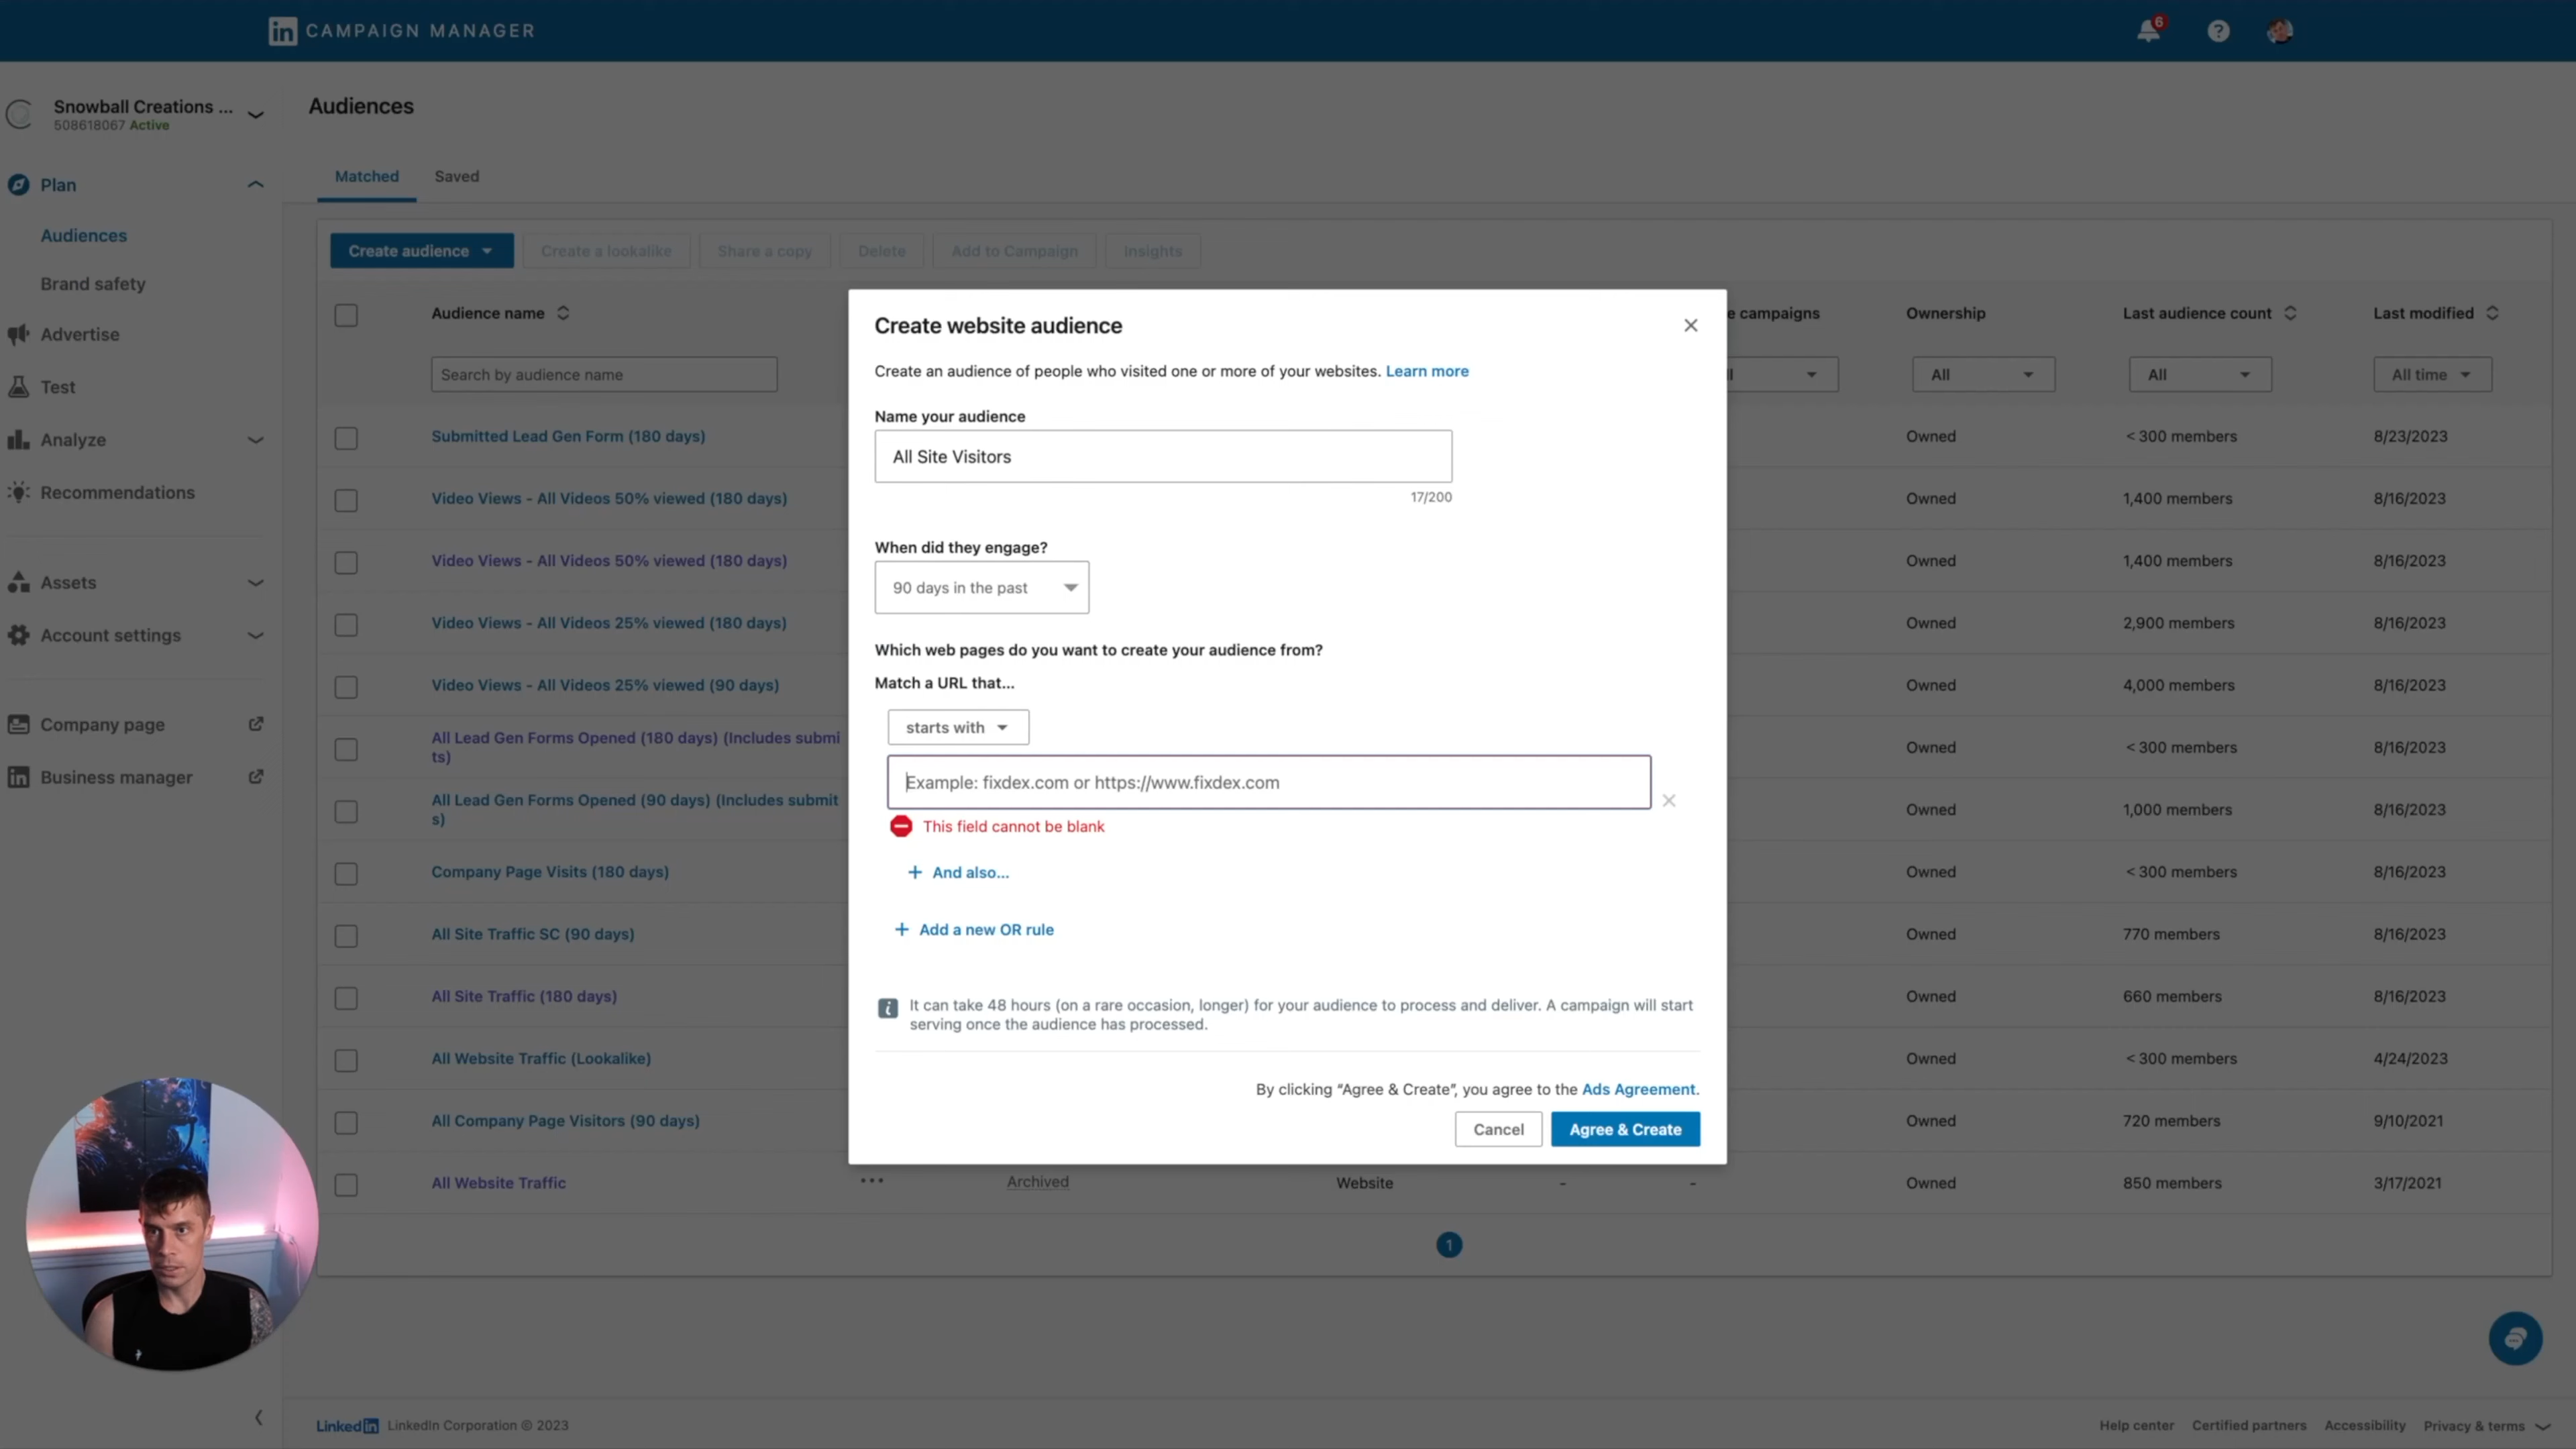 in CAMPAIGN MANAGER
6
Snowball Creations ...
508618067 Active
Plan
Audiences
Brand safety
Advertise
Test
Analyze
Recommendations
Assets
Account settings
Company page
Business manager
Audiences
Matched Saved
Create audience Create a lookalike Share a copy Delete Add to Campaign Insights
Audience name e campaigns Ownership Last audience count Last modified
Search by audience name All All All time
Submitted Lead Gen Form (180 days) Owned < 300 members 8/23/2023
Video Views - All Videos 50% viewed (180 days) Owned 1,400 members 8/16/2023
Video Views - All Videos 50% viewed (180 days) Owned 1,400 members 8/16/2023
Video Views - All Videos 25% viewed (180 days) Owned 2,900 members 8/16/2023
Video Views - All Videos 25% viewed (90 days) Owned 4,000 members 8/16/2023
All Lead Gen Forms Opened (180 days) (Includes submi
ts) Owned < 300 members 8/16/2023
All Lead Gen Forms Opened (90 days) (Includes submit
s) Owned 1,000 members 8/16/2023
Company Page Visits (180 days) Owned < 300 members 8/16/2023
All Site Traffic SC (90 days) Owned 770 members 8/16/2023
All Site Traffic (180 days) Owned 660 members 8/16/2023
All Website Traffic (Lookalike) Owned < 300 members 4/24/2023
All Company Page Visitors (90 days) Owned 720 members 9/10/2021
All Website Traffic ... Archived Website - - Owned 850 members 3/17/2021
1
Create website audience
Create an audience of people who visited one or more of your websites. Learn more
Name your audience
All Site Visitors
17/200
When did they engage?
90 days in the past
Which web pages do you want to create your audience from?
Match a URL that...
starts with
Example: fixdex.com or https://www.fixdex.com
This field cannot be blank
+ And also...
+ Add a new OR rule
It can take 48 hours (on a rare occasion, longer) for your audience to process and deliver. A campaign will start
serving once the audience has processed.
By clicking “Agree & Create”, you agree to the Ads Agreement.
Cancel Agree & Create
LinkedIn LinkedIn Corporation © 2023
Help center Certified partners Accessibility Privacy & terms